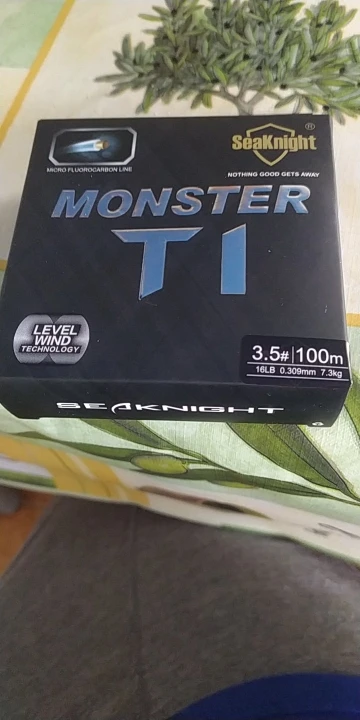 SeaKnight®
MICRO FLUOROCARBON LINE
NOTHING GOOD GETS AWAY
MONSTER
T1
LEVEL
WIND
TECHNOLOGY
3.5# 100m
16LB 0.309mm 7.3kg
SEAKNIGHT